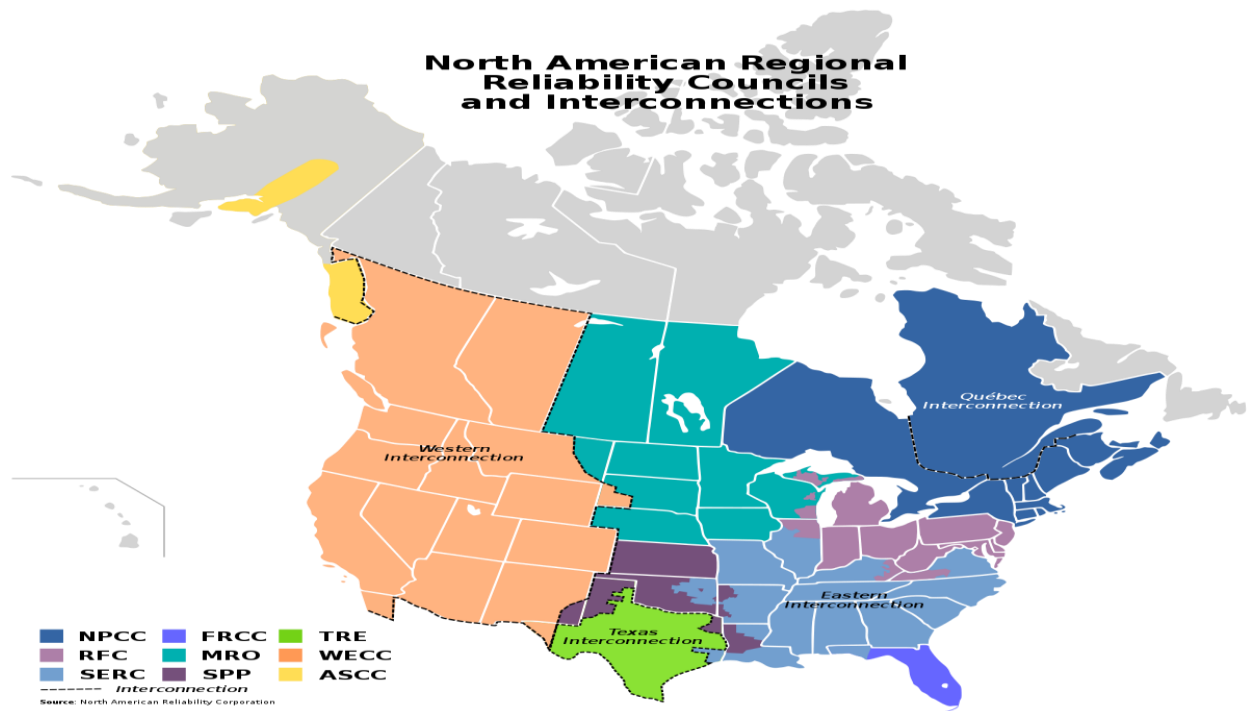 North American Regional
Reliability Councils
and Interconnections
Québec
Interconnection
Western
Interconnection
Eastern
Interconnection
Texas
Interconnection
NPCC FRCC TRE
RFC MRO WECC
SERC SPP ASCC
Interconnection
Source: North American Reliability Corporation